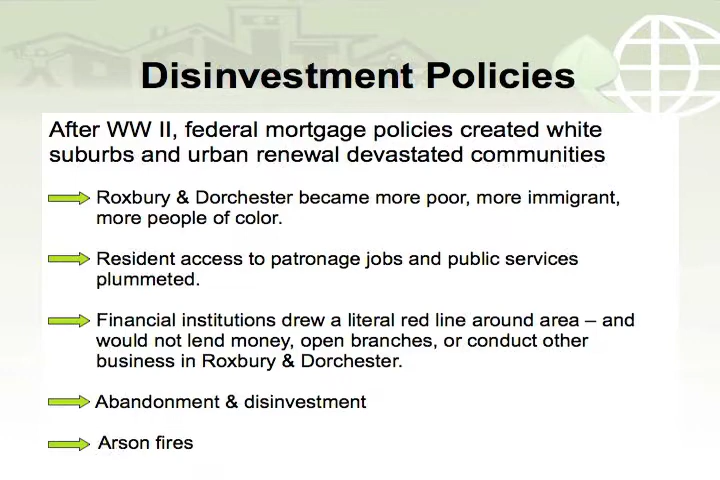 Disinvestment Policies
After WW II, federal mortgage policies created white
suburbs and urban renewal devastated communities
Roxbury & Dorchester became more poor, more immigrant,
more people of color.
Resident access to patronage jobs and public services
plummeted.
Financial institutions drew a literal red line around area – and
would not lend money, open branches, or conduct other
business in Roxbury & Dorchester.
Abandonment & disinvestment
Arson fires